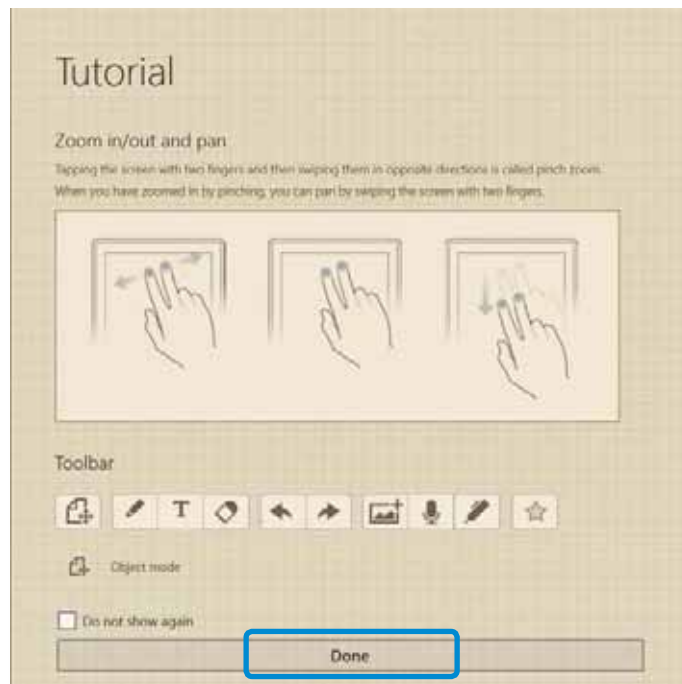 Tutorial
Zoom in/out and pan
Tapping the screen with two fingers and then swiping them in opposite directions is called pinch zoom.
When you have zoomed in by pinching, you can pan by swiping the screen with two fingers.
Toolbar
T
Object mode
Do not show again
Done